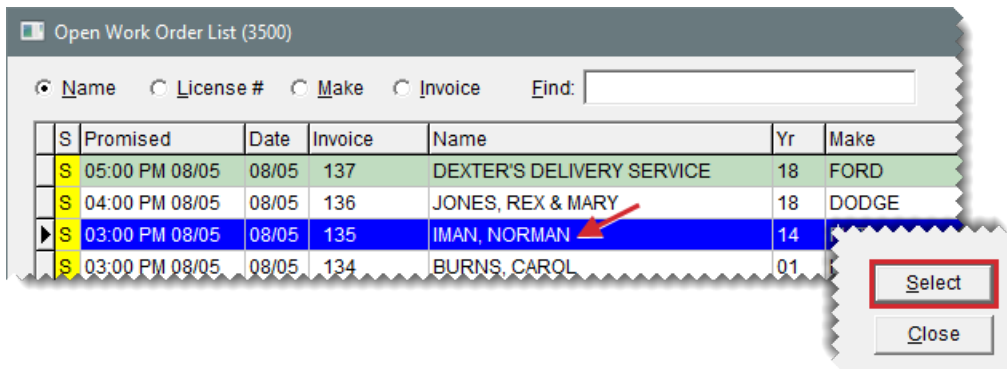 Open Work Order List (3500)
Name License # Make Invoice Find:
S Promised Date Invoice Name Yr Make
S 05:00 PM 08/05 08/05 137 DEXTER'S DELIVERY SERVICE 18 FORD
S 04:00 PM 08/05 08/05 136 JONES, REX & MARY 18 DODGE
S 03:00 PM 08/05 08/05 135 IMAN, NORMAN 14
S 03:00 PM 08/05 08/05 134 BURNS, CAROL 01
Select
Close